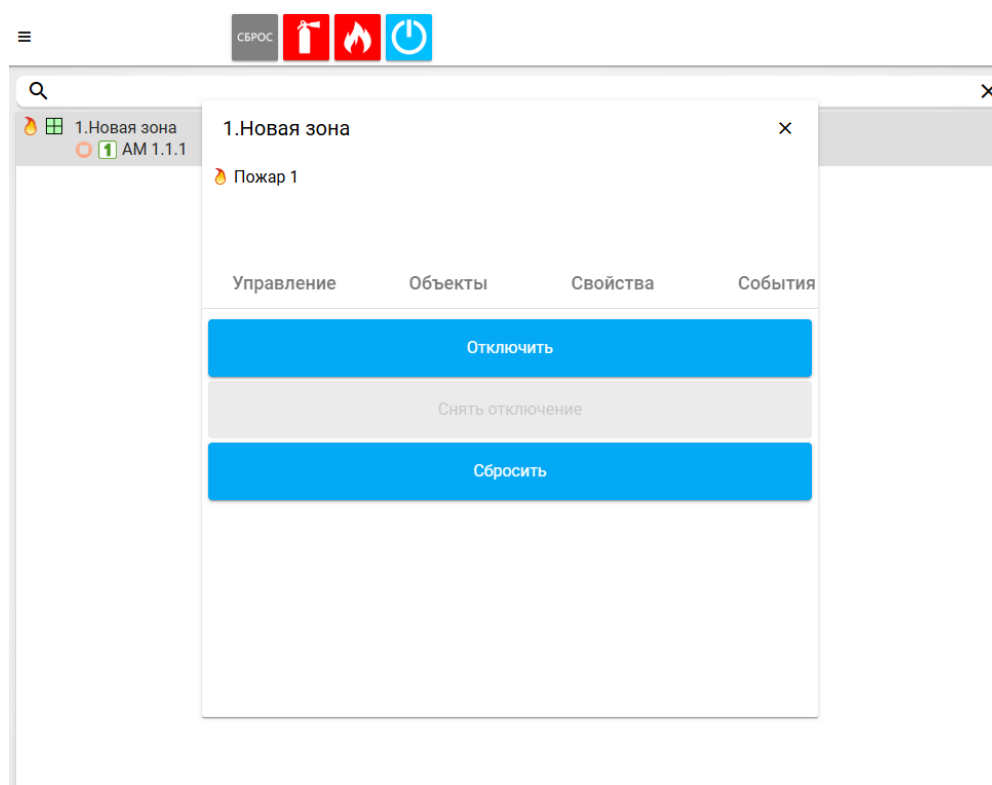 СБРОС
1.Новая зона
1 АМ 1.1.1
1.Новая зона
Пожар 1
Управление
Объекты
Свойства
События
Отключить
Снять отключение
Сбросить